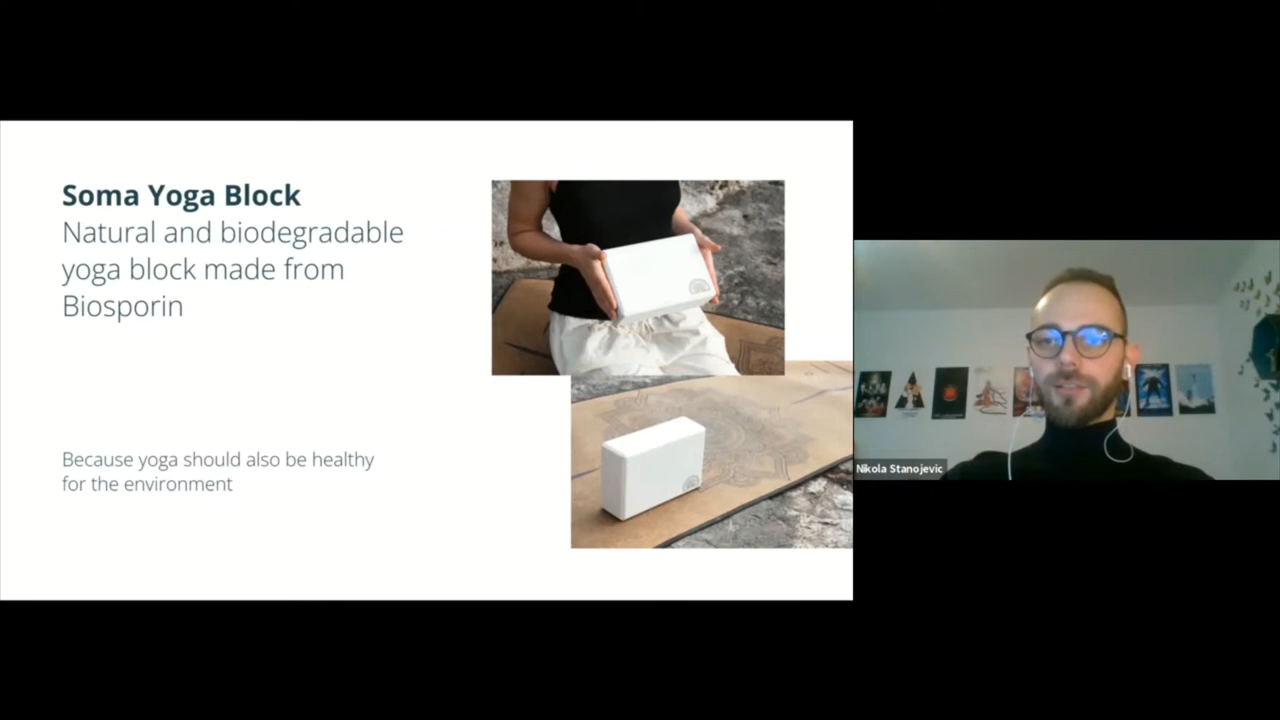 Soma Yoga Block
Natural and biodegradable
yoga block made from
Biosporin
Because yoga should also be healthy
for the environment
Nikola Stanojevic